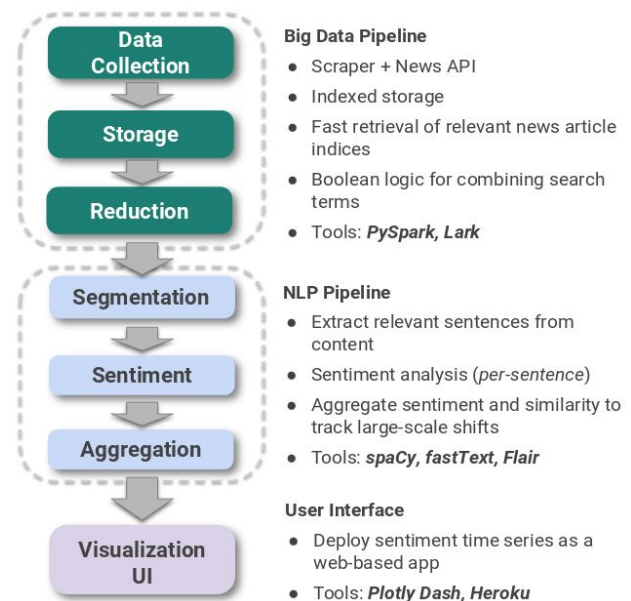 Data
Collection
Storage
Reduction
Segmentation
Sentiment
Aggregation
Visualization
UI
Big Data Pipeline
● Scraper + News API
● Indexed storage
● Fast retrieval of relevant news article
indices
● Boolean logic for combining search
terms
● Tools: PySpark, Lark
NLP Pipeline
● Extract relevant sentences from
content
● Sentiment analysis (per-sentence)
● Aggregate sentiment and similarity to
track large-scale shifts
● Tools: spaCy, fastText, Flair
User Interface
● Deploy sentiment time series as a
web-based app
● Tools: Plotly Dash, Heroku